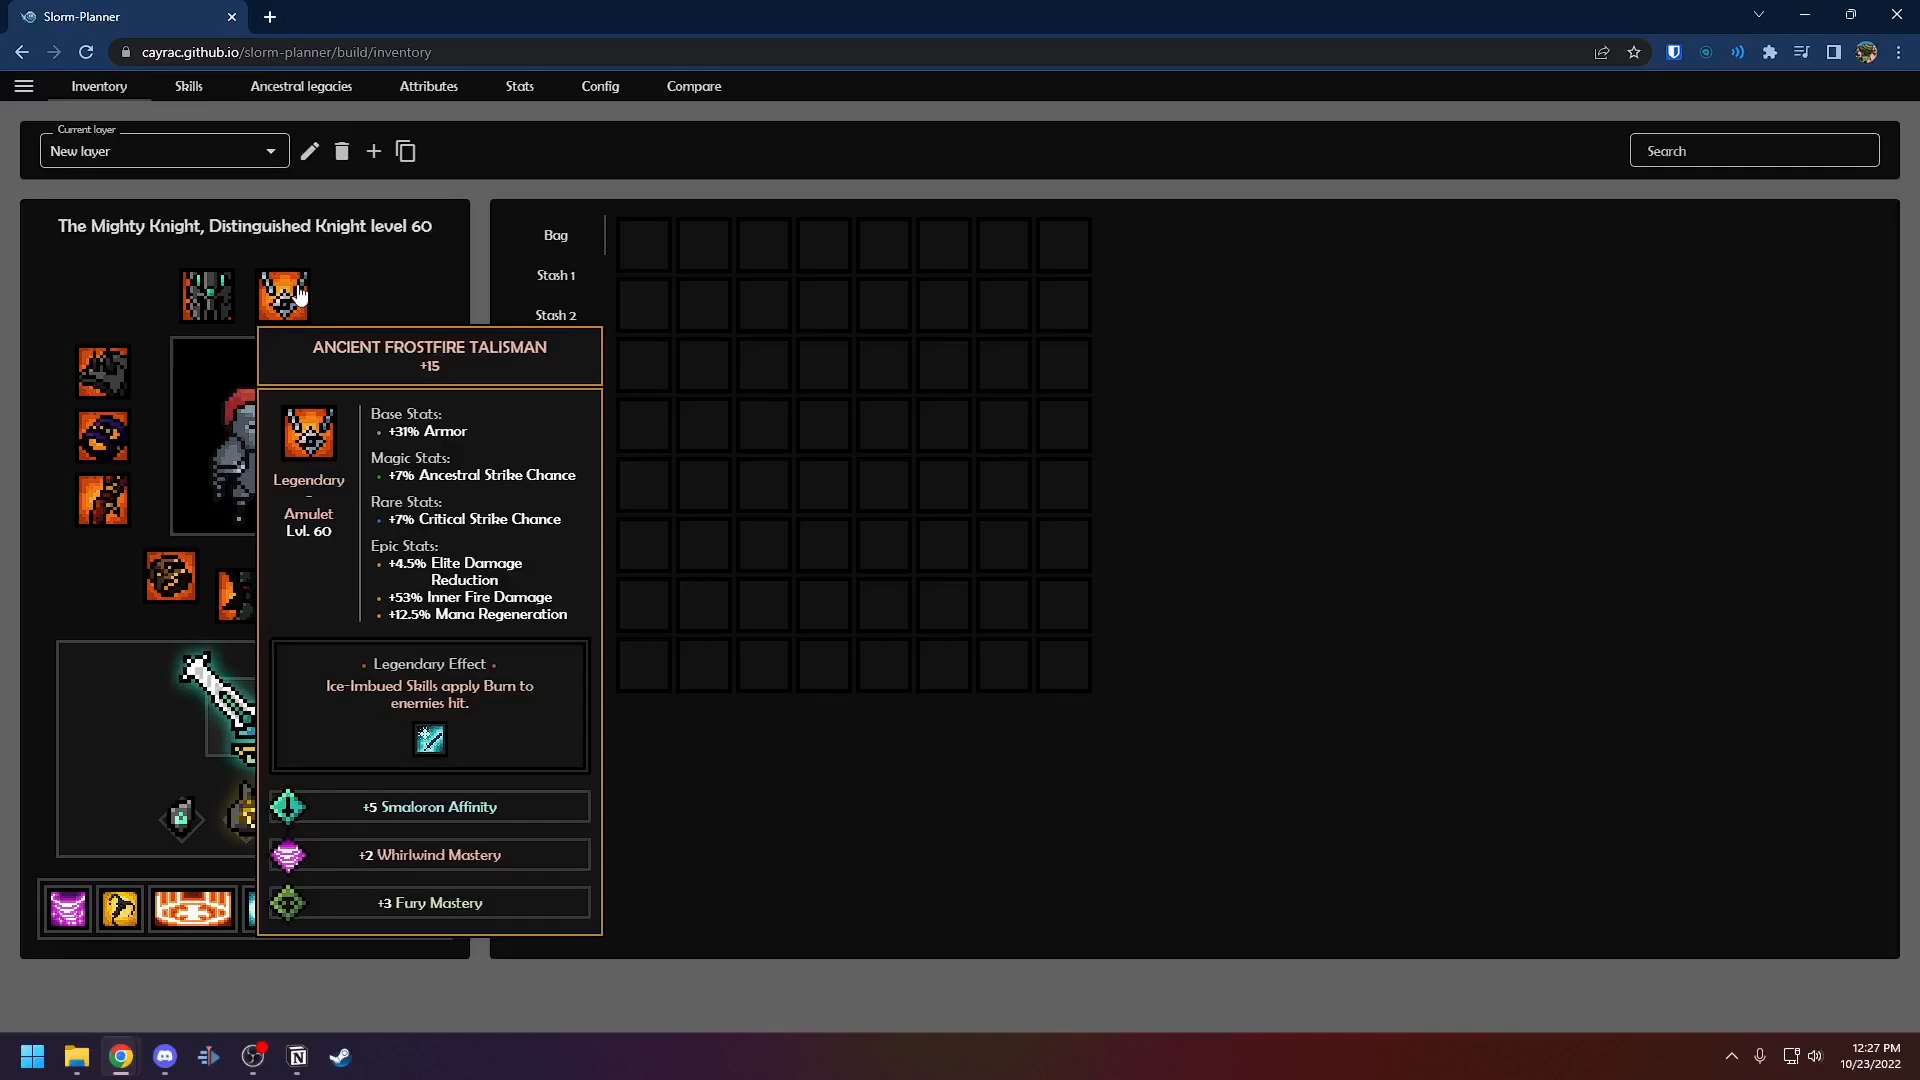 Slorm-Planner
cayrac.github.io/slorm-planner/build/inventory
Inventory
Skills
Ancestral legacies
Attributes
Stats
Config
Compare
Current layer
New layer
Search
The Mighty Knight, Distinguished Knight level 60
Bag
Stash 1
Stash 2
ANCIENT FROSTFIRE TALISMAN
+15
Legendary
-
Amulet
Lvl. 60
Base Stats:
+31% Armor
Magic Stats:
+7% Ancestral Strike Chance
Rare Stats:
+7% Critical Strike Chance
Epic Stats:
+4.5% Elite Damage
Reduction
+53% Inner Fire Damage
+12.5% Mana Regeneration
• Legendary Effect •
Ice-Imbued Skills apply Burn to
enemies hit.
+5 Smaloron Affinity
+2 Whirlwind Mastery
+3 Fury Mastery
12:27 PM
10/23/2022